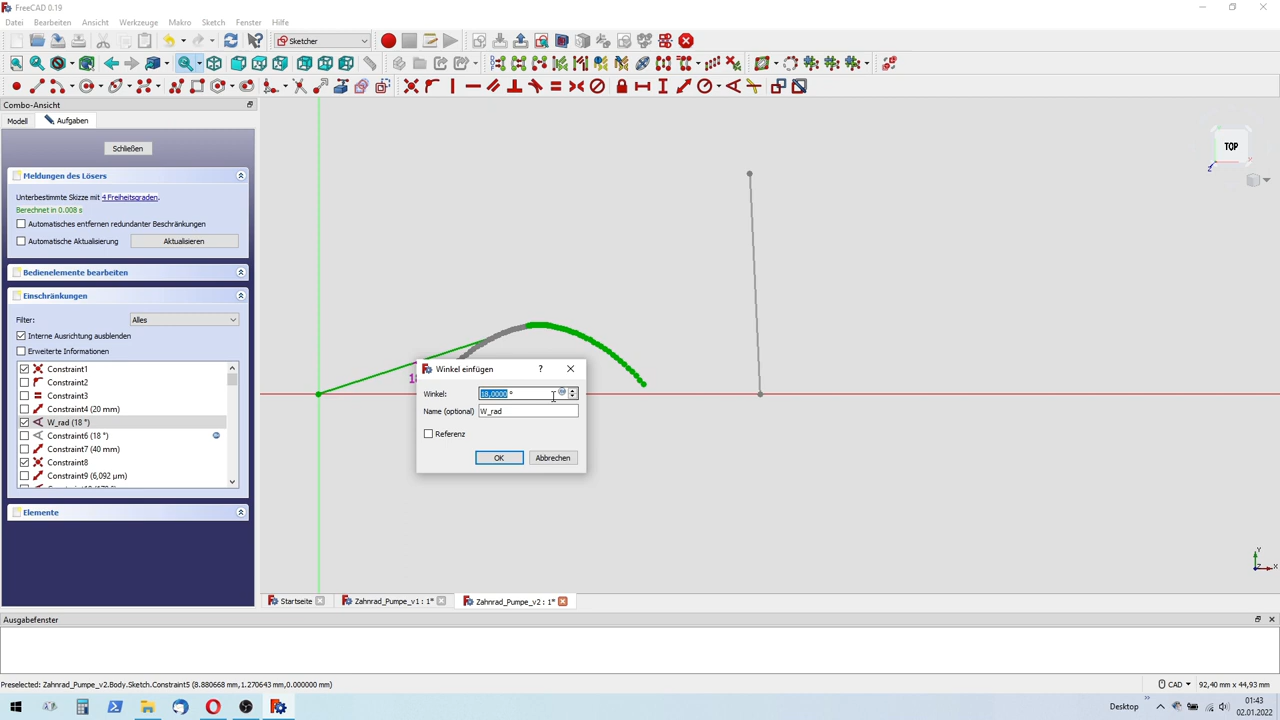 FreeCAD 0.19
Datei Bearbeiten Ansicht Werkzeuge Makro Sketch Fenster Hilfe
Sketcher
Combo-Ansicht
Modell Aufgaben
Schließen
TOP
Z
X
Meldungen des Lösers
Unterbestimmte Skizze mit 4 Freiheitsgraden.
Berechnet in 0.008 s
Automatisches entfernen redundanter Beschränkungen
Automatische Aktualisierung Aktualisieren
Bedienelemente bearbeiten
Einschränkungen
Filter: Alles
Interne Ausrichtung ausblenden
Erweiterte Informationen
Constraint1
Constraint2
Constraint3
Constraint4 (20 mm)
W_rad (18 °)
Constraint6 (18 °)
Constraint7 (40 mm)
Constraint8
Constraint9 (6,092 µm)
Elemente
Winkel einfügen ?
Winkel: 18,0000 °
Name (optional) W_rad
Referenz
OK Abbrechen
Y
Z X
Startseite Zahnrad_Pumpe_v1 : 1* Zahnrad_Pumpe_v2 : 1*
Ausgabefenster
Preselected: Zahnrad_Pumpe_v2.Body.Sketch.Constraint5 (8.880668 mm,1.270643 mm,0.000000 mm) CAD 92,40 mm x 44,93 mm
Desktop » 01:43
02.01.2022